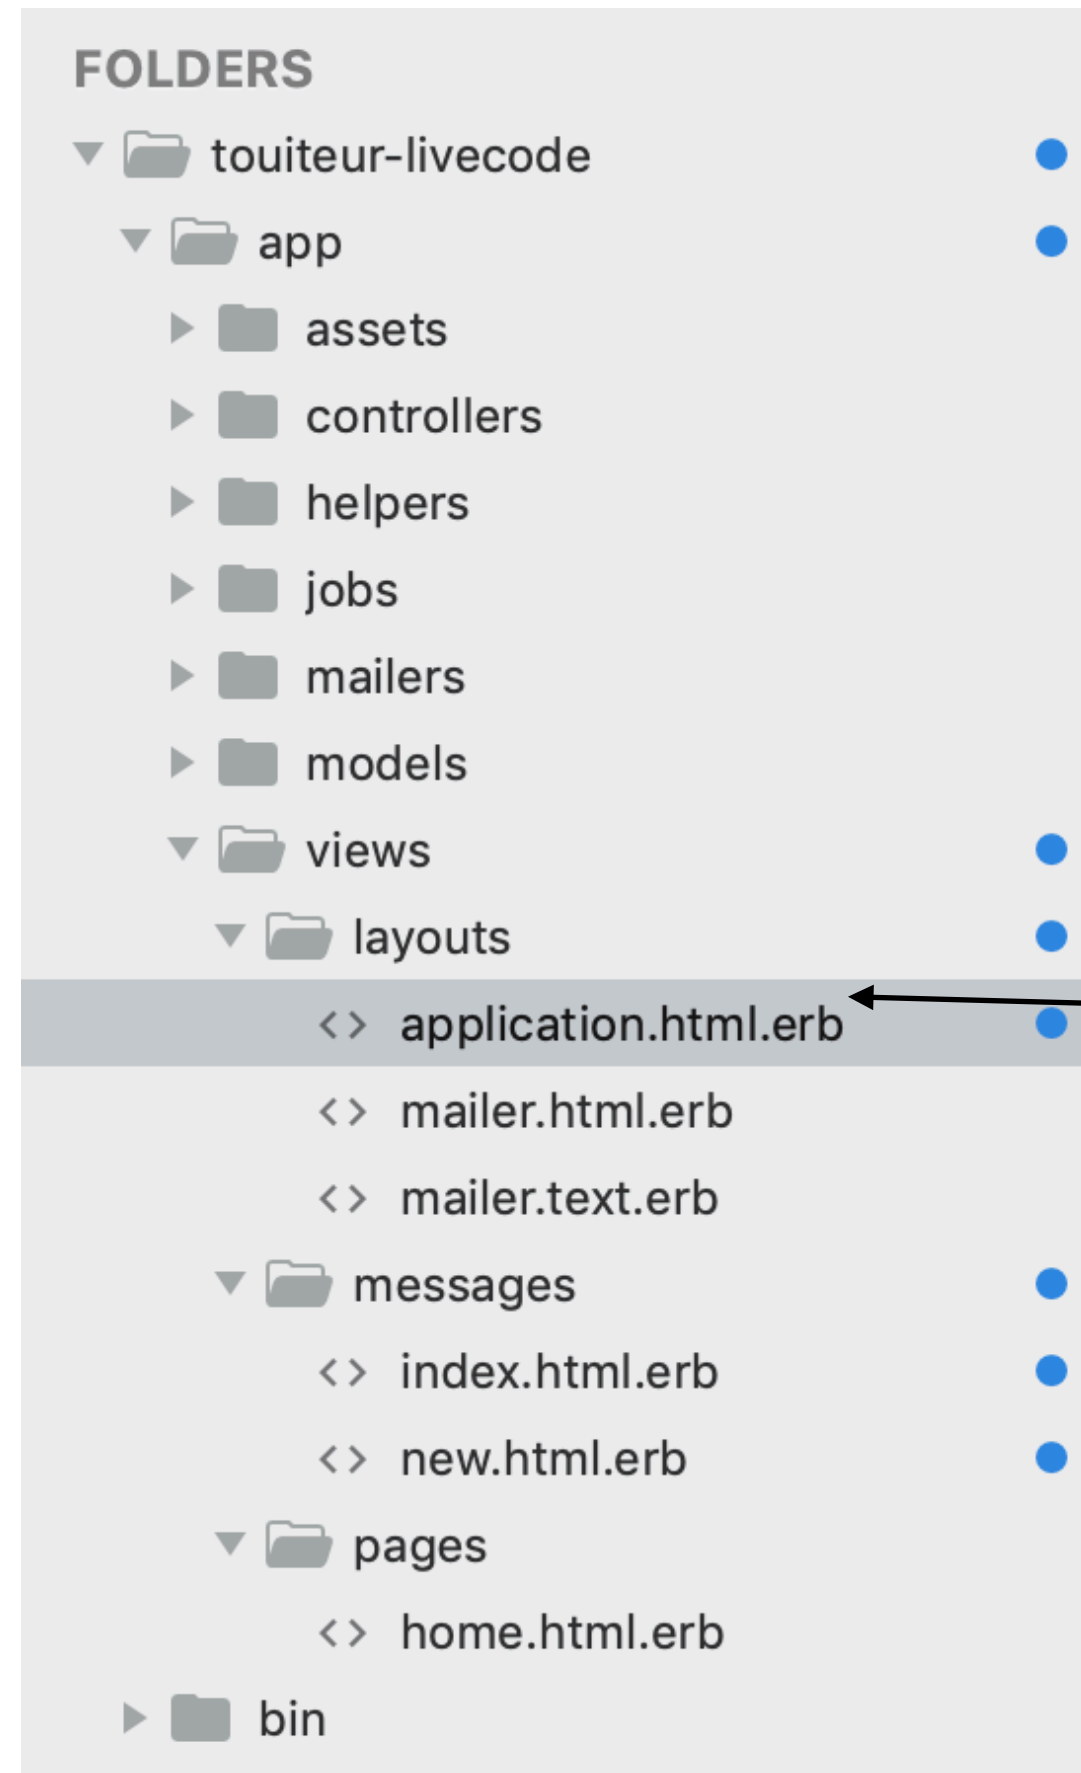 FOLDERS
touiteur-livecode
app
assets
controllers
helpers
jobs
mailers
models
views
layouts
<> application.html.erb
<> mailer.html.erb
<> mailer.text.erb
messages
<> index.html.erb
<> new.html.erb
pages
<> home.html.erb
bin